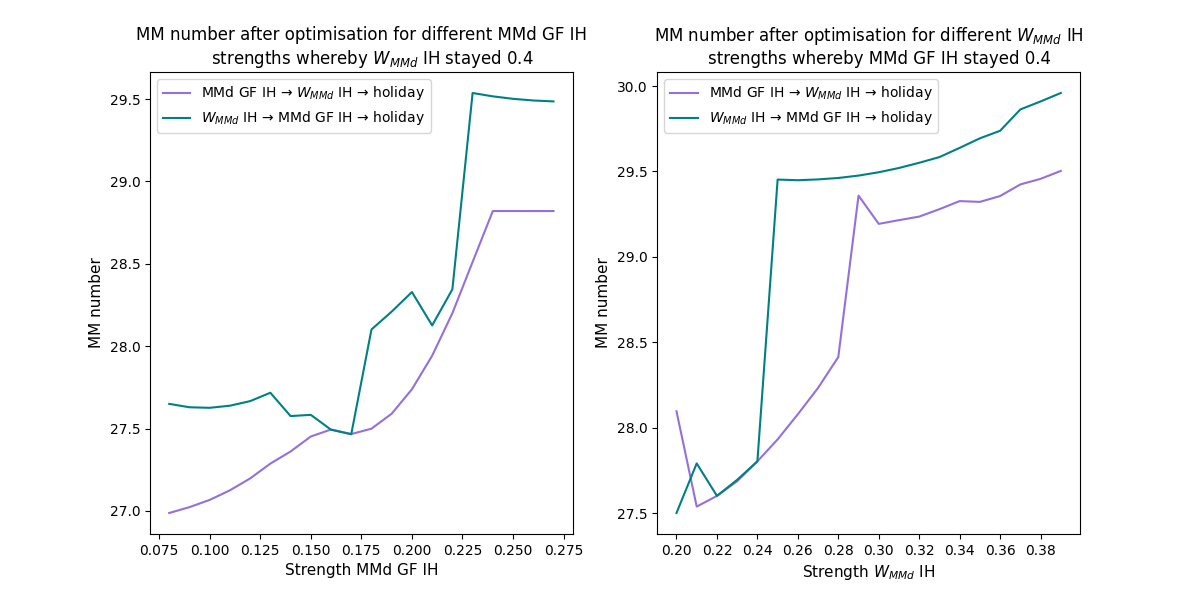 MM number after optimisation for different MMd GF IH
strengths whereby W_MMd IH stayed 0.4
MMd GF IH → W_MMd IH → holiday
W_MMd IH → MMd GF IH → holiday
29.5
29.0
28.5
28.0
27.5
27.0
MM number
0.075 0.100 0.125 0.150 0.175 0.200 0.225 0.250 0.275
Strength MMd GF IH
MM number after optimisation for different W_MMd IH
strengths whereby MMd GF IH stayed 0.4
MMd GF IH → W_MMd IH → holiday
W_MMd IH → MMd GF IH → holiday
30.0
29.5
29.0
28.5
28.0
27.5
MM number
0.20 0.22 0.24 0.26 0.28 0.30 0.32 0.34 0.36 0.38
Strength W_MMd IH